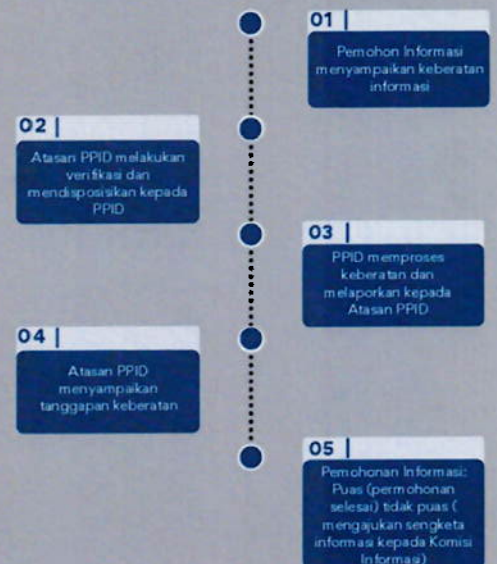 01 |
Pemohon Informasi
menyampaikan keberatan
informasi
02 |
Atasan PPID melakukan
verifikasi dan
mendisposisikan kepada
PPID
03 |
PPID memproses
keberatan dan
melaporkan kepada
Atasan PPID
04 |
Atasan PPID
menyampaikan
tanggapan keberatan
05 |
Pemohonan Informasi:
Puas (permohonan
selesai) tidak puas (
mengajukan sengketa
informasi kepada Komisi
Informasi)